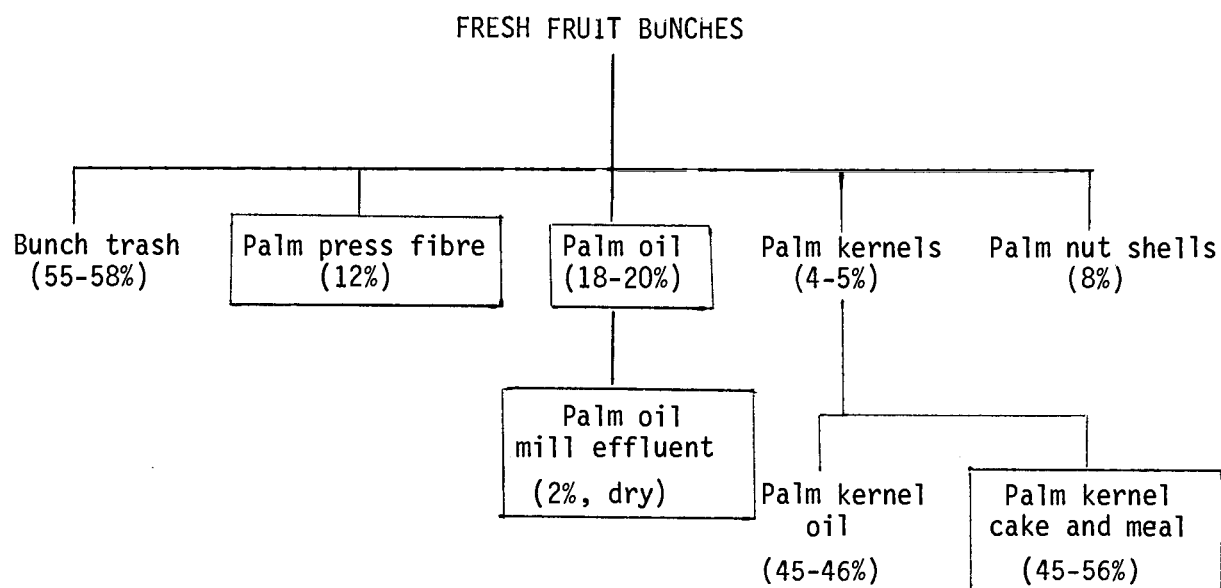 FRESH FRUIT BUNCHES
Bunch trash
(55-58%)
Palm press fibre
(12%)
Palm oil
(18-20%)
Palm kernels
(4-5%)
Palm nut shells
(8%)
Palm oil
mill effluent
(2%, dry)
Palm kernel
oil
(45-46%)
Palm kernel
cake and meal
(45-56%)